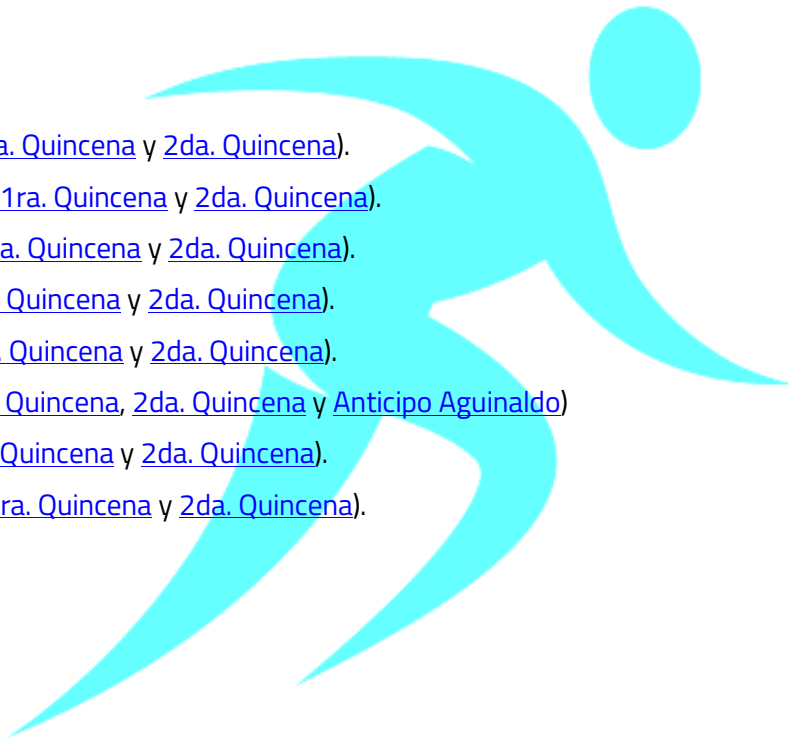 a. Quincena y 2da. Quincena).
1ra. Quincena y 2da. Quincena).
a. Quincena y 2da. Quincena).
Quincena y 2da. Quincena).
. Quincena y 2da. Quincena).
Quincena, 2da. Quincena y Anticipo Aguinaldo)
Quincena y 2da. Quincena).
ra. Quincena y 2da. Quincena).